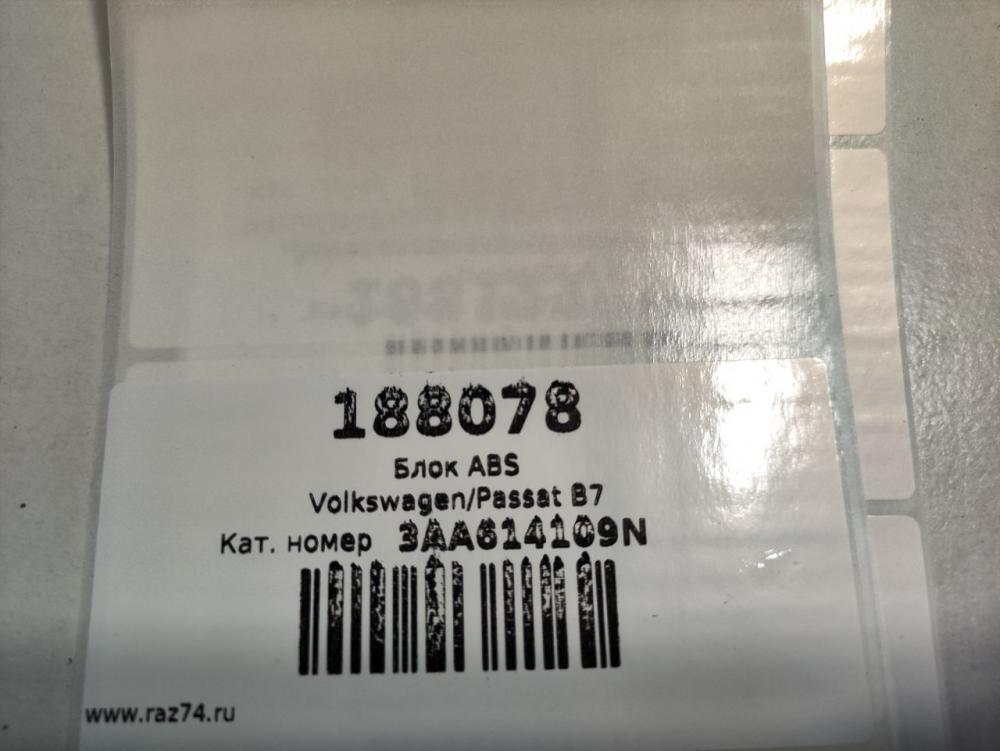 188078
Блок ABS
Volkswagen/Passat B7
Кат. номер 3AA614109N
www.raz74.ru